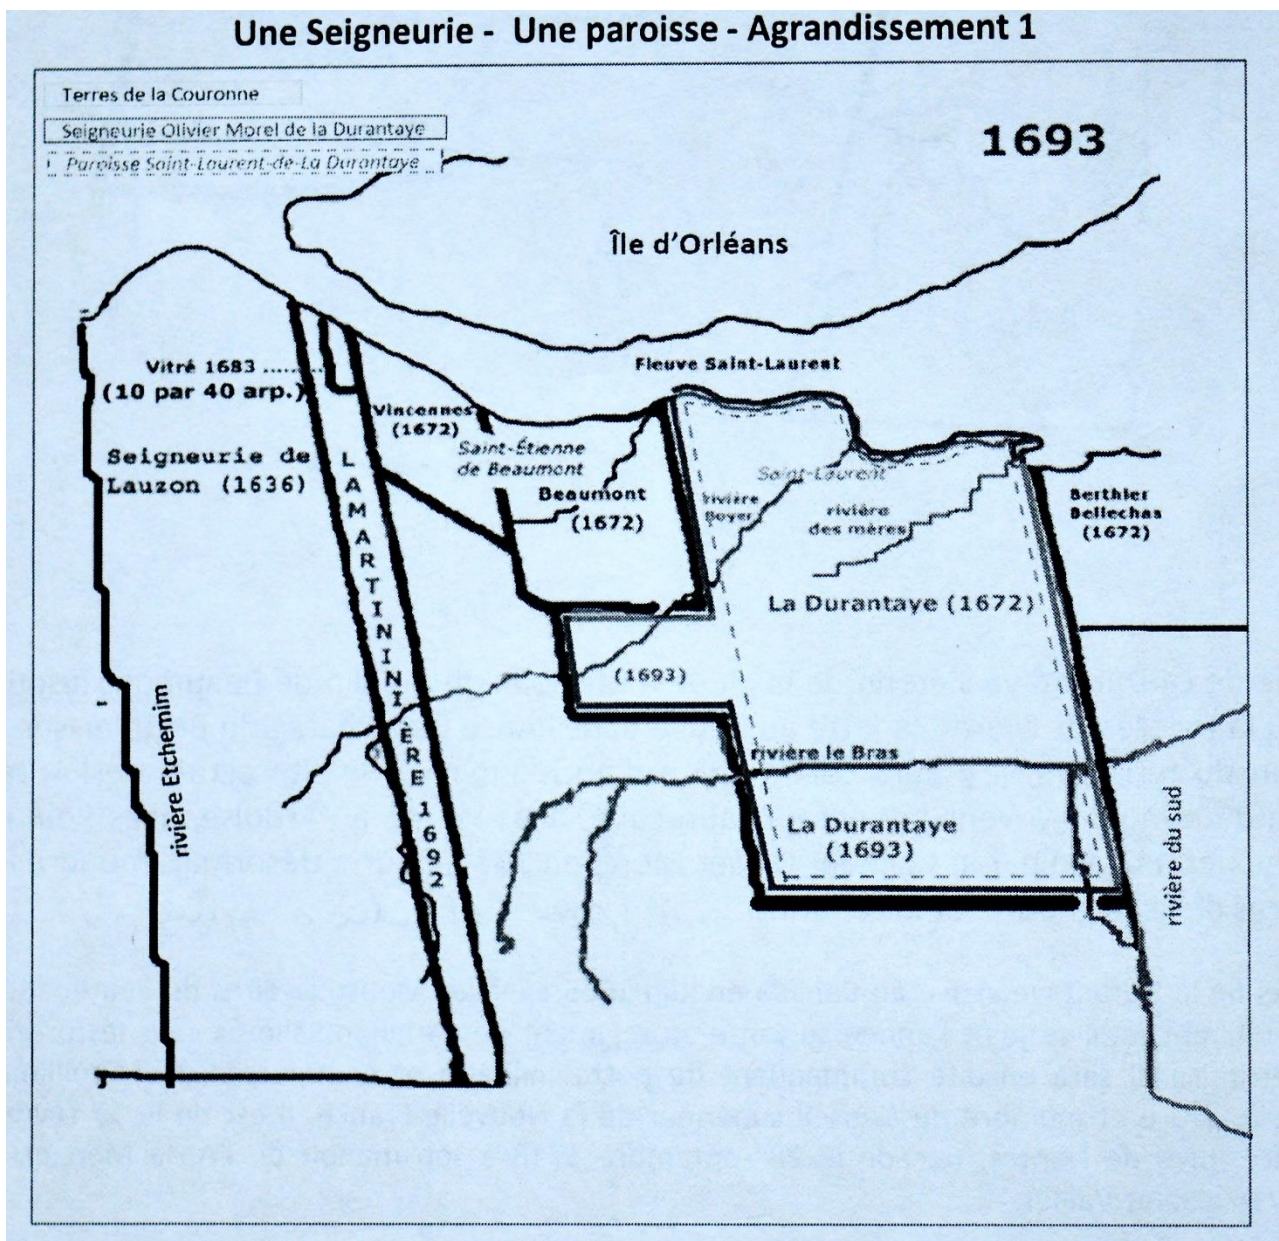 Une Seigneurie - Une paroisse - Agrandissement 1
Terres de la Couronne
Seigneurie Olivier Morel de la Durantaye
Paroisse Saint-Laurent-de-La Durantaye
1693
Île d'Orléans
Fleuve Saint-Laurent
Vitré 1683 ..........
(10 par 40 arp.)
Vincennes
(1672)
Saint-Étienne
de Beaumont
Seigneurie de
Lauzon (1636)
LAMARTININIÈRE 1692
Beaumont
(1672)
Saint-Laurent
rivière
Boyer
rivière
des mères
Berthier
Bellechas
(1672)
La Durantaye (1672)
(1693)
rivière le Bras
La Durantaye
(1693)
rivière Etchemim
rivière du sud